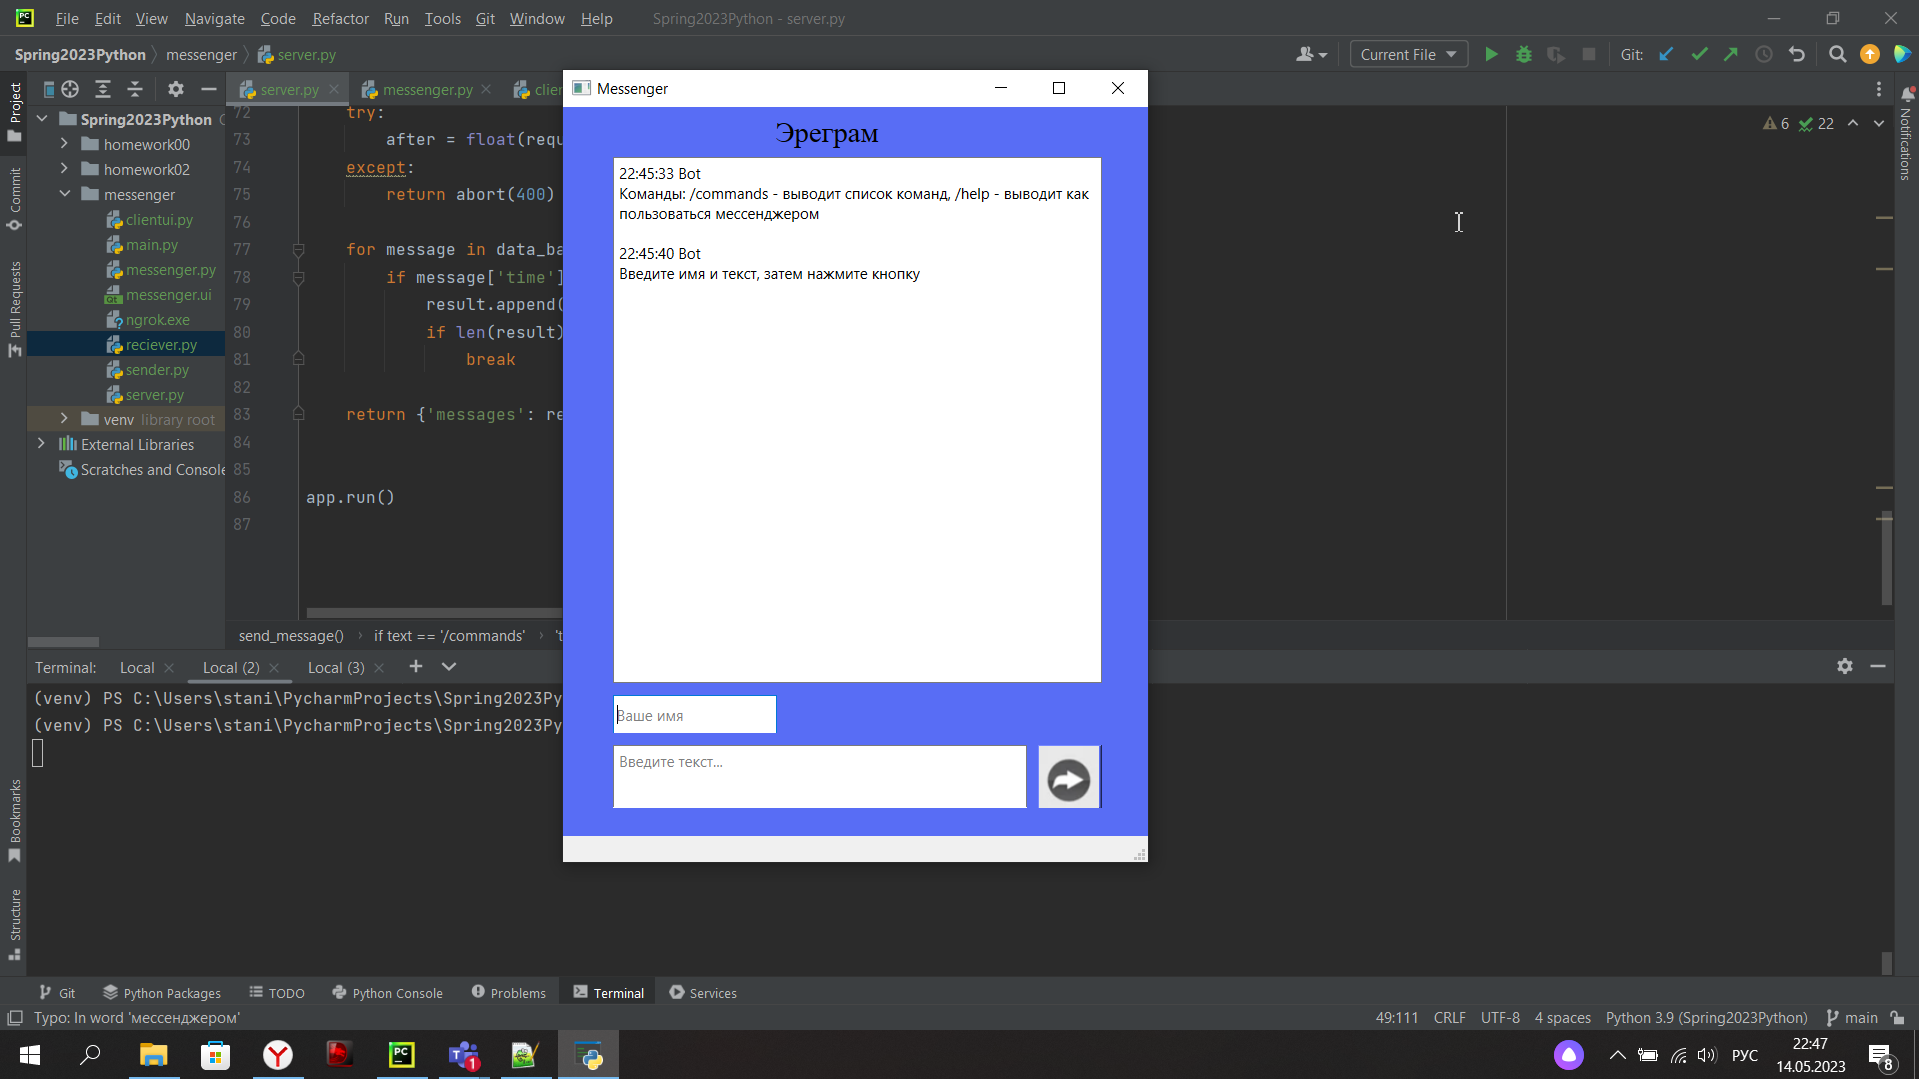 File Edit View Navigate Code Refactor Run Tools Git Window Help Spring2023Python - server.py
Spring2023Python messenger server.py Current File Git:
server.py messenger.py clien
Project
Commit
Pull Requests
Bookmarks
Structure
Notifications
Spring2023Python
homework00
homework02
messenger
clientui.py
main.py
messenger.py
messenger.ui
ngrok.exe
reciever.py
sender.py
server.py
venv library root
External Libraries
Scratches and Console
6 22
72 try:
73 after = float(requ
74 except:
75 return abort(400)
76
77 for message in data_ba
78 if message['time']
79 result.append(
80 if len(result)
81 break
82
83 return {'messages': re
84
85
86 app.run()
87
send_message() if text == '/commands' 't
Messenger
Эреграм
22:45:33 Bot
Команды: /commands - выводит список команд, /help - выводит как
пользоваться мессенджером
22:45:40 Bot
Введите имя и текст, затем нажмите кнопку
Ваше имя
Введите текст...
Terminal: Local Local (2) Local (3)
(venv) PS C:\Users\stani\PycharmProjects\Spring2023Py
(venv) PS C:\Users\stani\PycharmProjects\Spring2023Py
Git Python Packages TODO Python Console Problems Terminal Services
Typo: In word 'мессенджером' 49:111 CRLF UTF-8 4 spaces Python 3.9 (Spring2023Python) main
РУС 22:47
14.05.2023
1
8